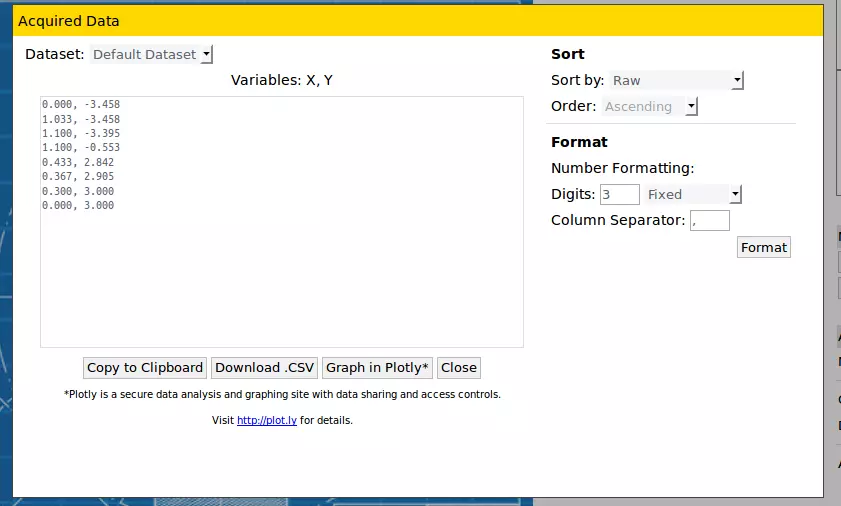 Acquired Data
Dataset: Default Dataset
Variables: X, Y
0.000, -3.458
1.033, -3.458
1.100, -3.395
1.100, -0.553
0.433, 2.842
0.367, 2.905
0.300, 3.000
0.000, 3.000
Copy to Clipboard Download .CSV Graph in Plotly* Close
*Plotly is a secure data analysis and graphing site with data sharing and access controls.
Visit http://plot.ly for details.
Sort
Sort by: Raw
Order: Ascending
Format
Number Formatting:
Digits: 3 Fixed
Column Separator: ,
Format